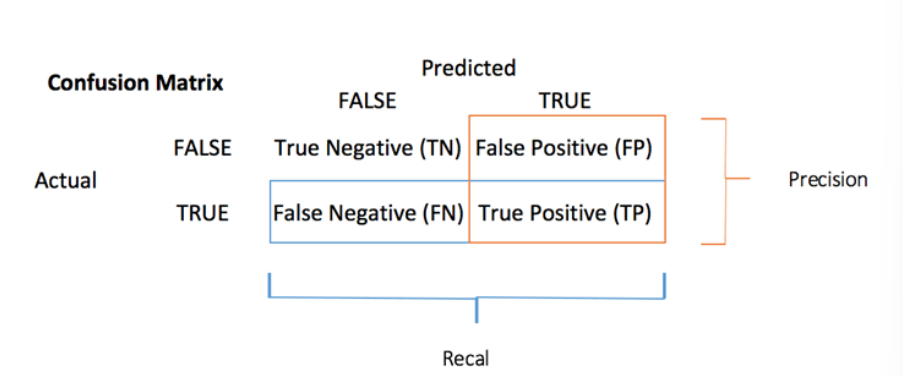 Predicted
Confusion Matrix
FALSE TRUE
FALSE True Negative (TN) False Positive (FP)
Actual Precision
TRUE False Negative (FN) True Positive (TP)
Recal